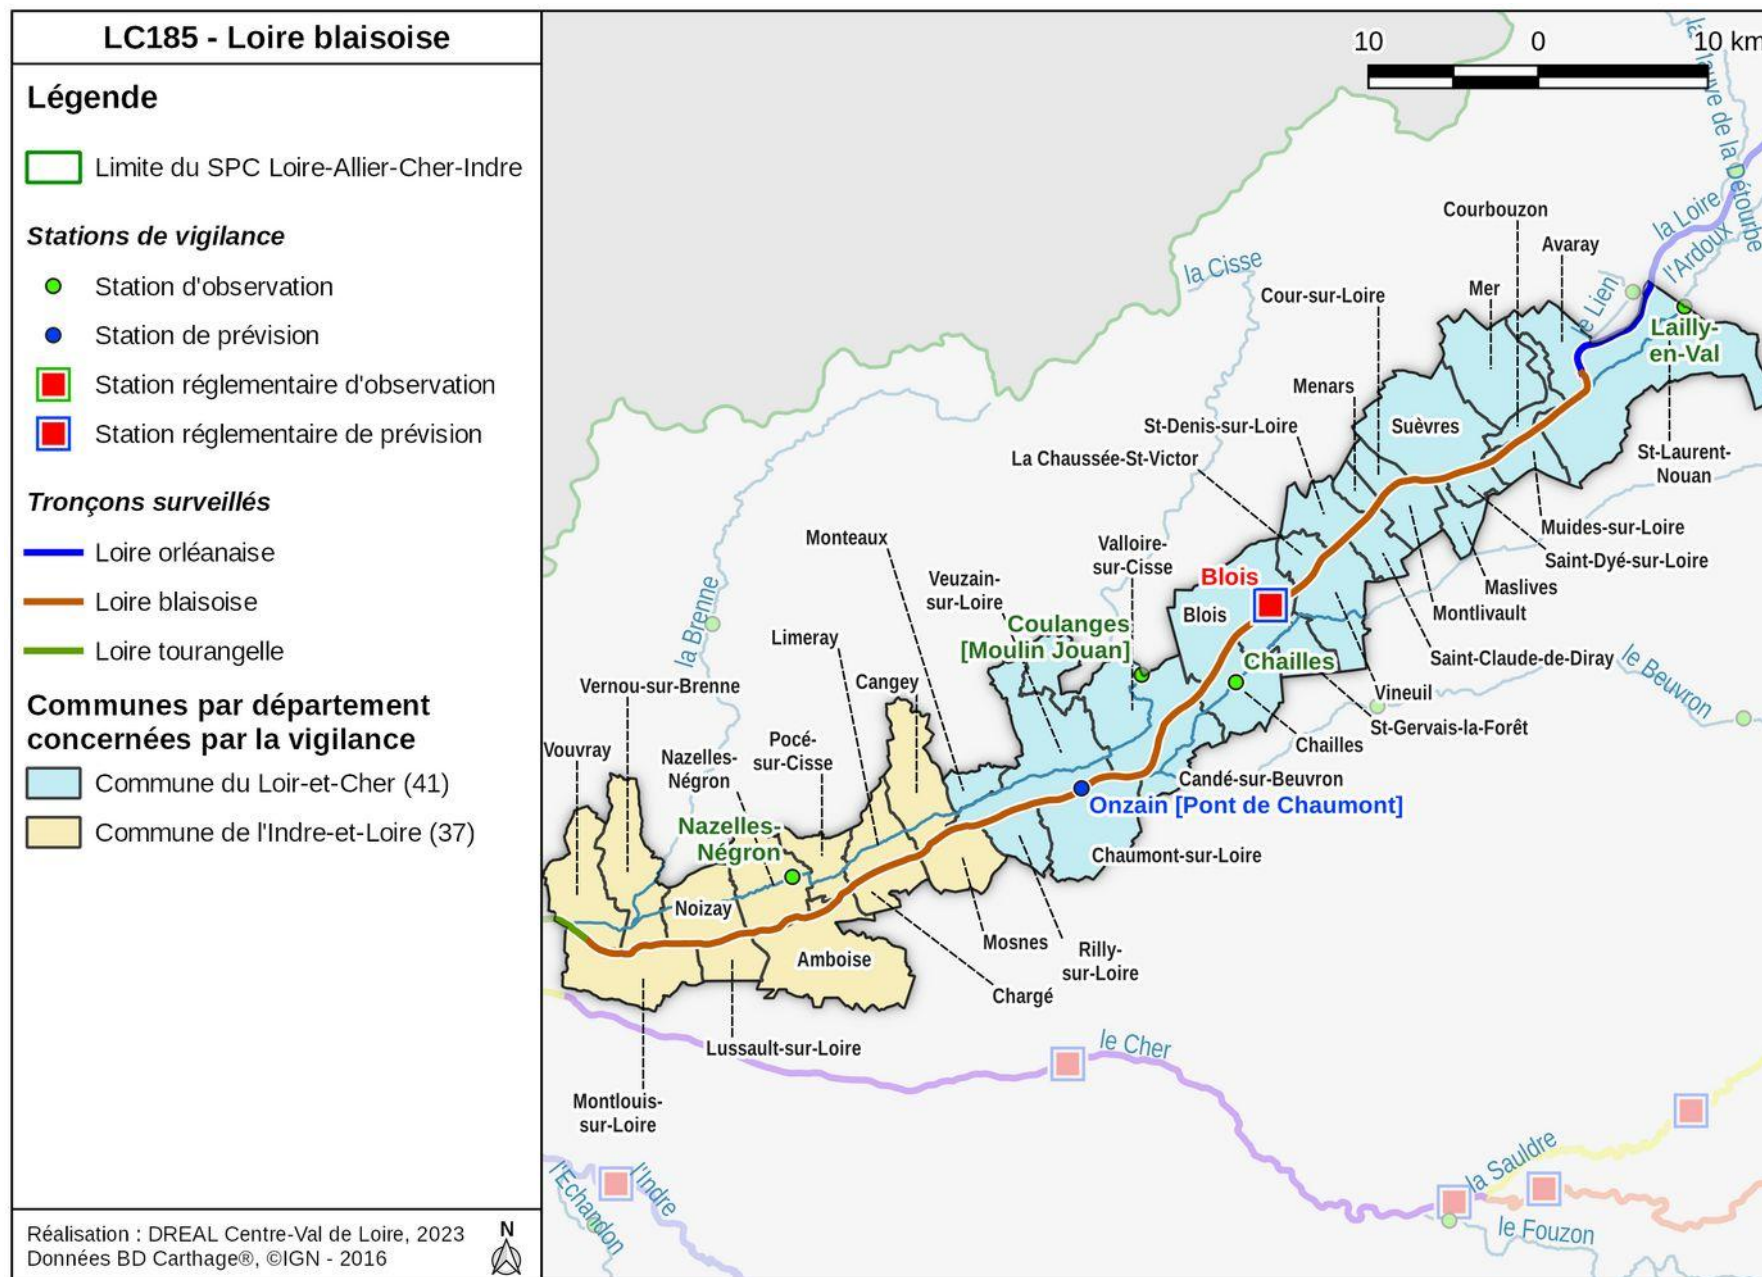 LC185 - Loire blaisoise
Légende
Limite du SPC Loire-Allier-Cher-Indre
Stations de vigilance
Station d'observation
Station de prévision
Station réglementaire d'observation
Station réglementaire de prévision
Tronçons surveillés
Loire orléanaise
Loire blaisoise
Loire tourangelle
Communes par département
concernées par la vigilance
Commune du Loir-et-Cher (41)
Commune de l'Indre-et-Loire (37)
Réalisation : DREAL Centre-Val de Loire, 2023
Données BD Carthage®, ©IGN - 2016
N
10 0 10 km
de la Détourbe
la Loire
l'Ardoux
le Lien
la Cisse
Courbouzon
Avaray
Mer
Cour-sur-Loire
Lailly-
en-Val
Menars
Suèvres
St-Denis-sur-Loire
La Chaussée-St-Victor
St-Laurent-
Nouan
Muides-sur-Loire
Saint-Dyé-sur-Loire
Maslives
Montlivault
Saint-Claude-de-Diray
le Beuvron
Vineuil
St-Gervais-la-Forêt
Monteaux
Valloire-
sur-Cisse
Veuzain-
sur-Loire
Blois
Blois
Coulanges
[Moulin Jouan]
Chailles
Chailles
Candé-sur-Beuvron
Onzain [Pont de Chaumont]
Chaumont-sur-Loire
la Brenne
Limeray
Cangey
Vernou-sur-Brenne
Vouvray
Nazelles-
Négron
Pocé-
sur-Cisse
Nazelles-
Négron
Noizay
Amboise
Mosnes
Rilly-
sur-Loire
Chargé
Lussault-sur-Loire
Montlouis-
sur-Loire
le Cher
la Sauldre
le Fouzon
l'Indre
l'Echandon